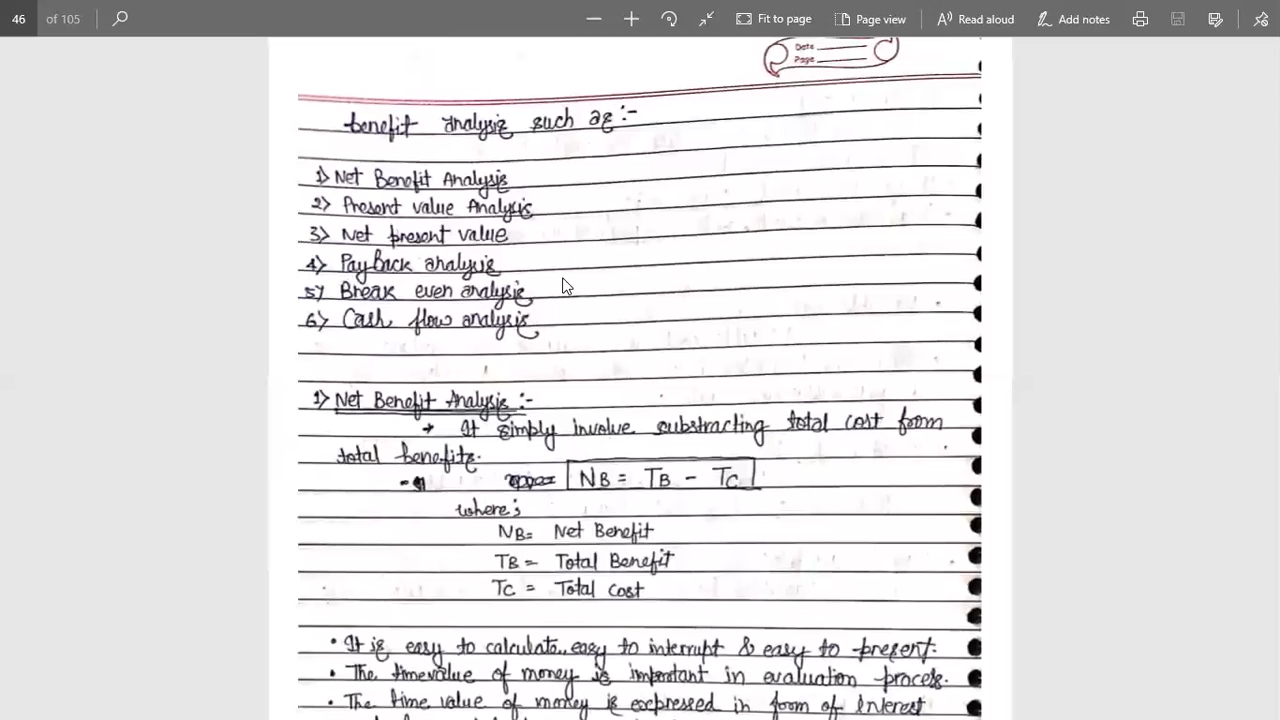 46 of 105 Fit to page Page view Read aloud Add notes
Date
Page
benefit analysis such as :-
1) Net Benefit Analysis
2) Present value Analysis
3) Net present value
4) PayBack analysis
5) Break even analysis
6) Cash flow analysis
1) Net Benefit Analysis :-
→ It simply involve substracting total cost from
total benefits.
NB = TB - TC
where;
NB= Net Benefit
TB = Total Benefit
TC = Total Cost
• It is easy to calculate, easy to interrupt & easy to present.
• The time value of money is important in evaluation process.
• The time value of money is expressed in form of interest